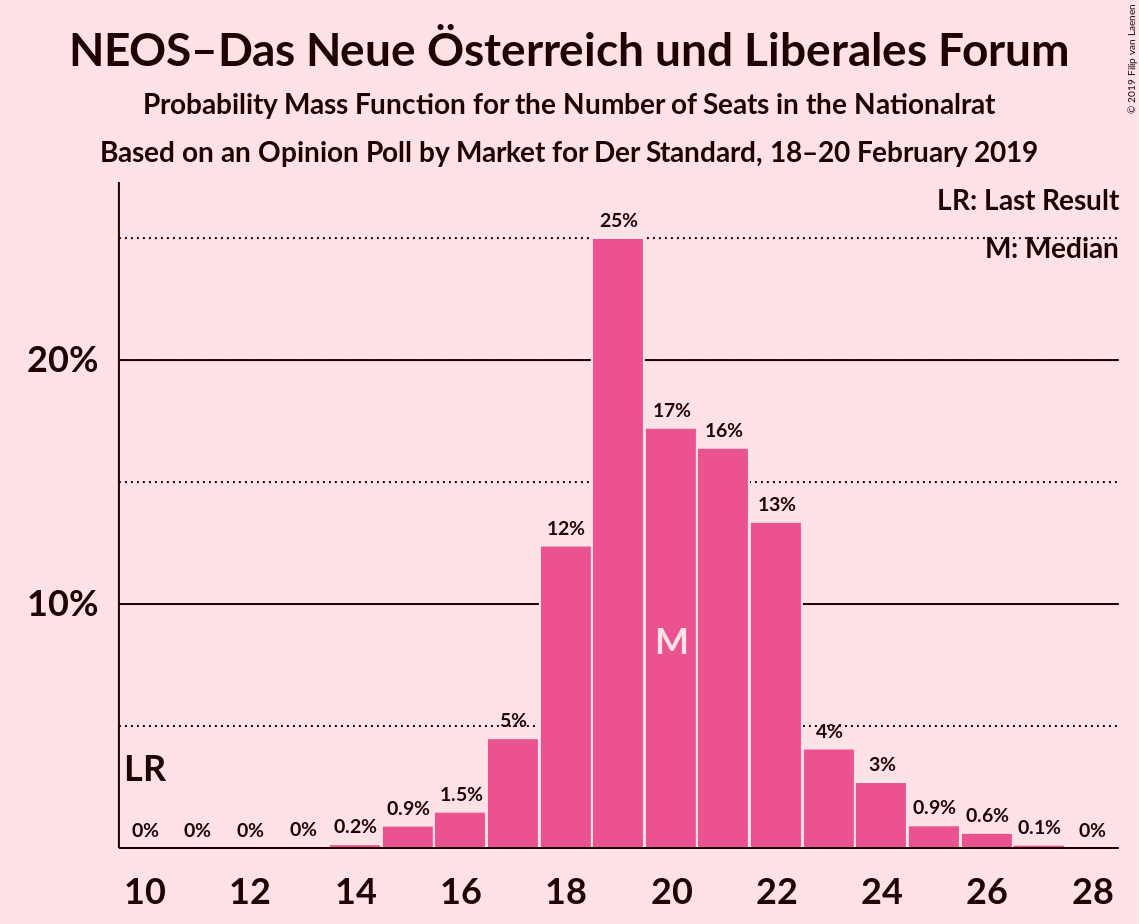 NEOS–Das Neue Österreich und Liberales Forum
Probability Mass Function for the Number of Seats in the Nationalrat
Based on an Opinion Poll by Market for Der Standard, 18–20 February 2019
© 2019 Filip van Laenen
LR: Last Result
M: Median
25%
20%
17%
16%
13%
12%
10%
M
5%
4%
LR
3%
1.5%
0.9%
0.9%
0.6%
0% 0% 0% 0% 0.2% 0.1% 0%
10 12 14 16 18 20 22 24 26 28